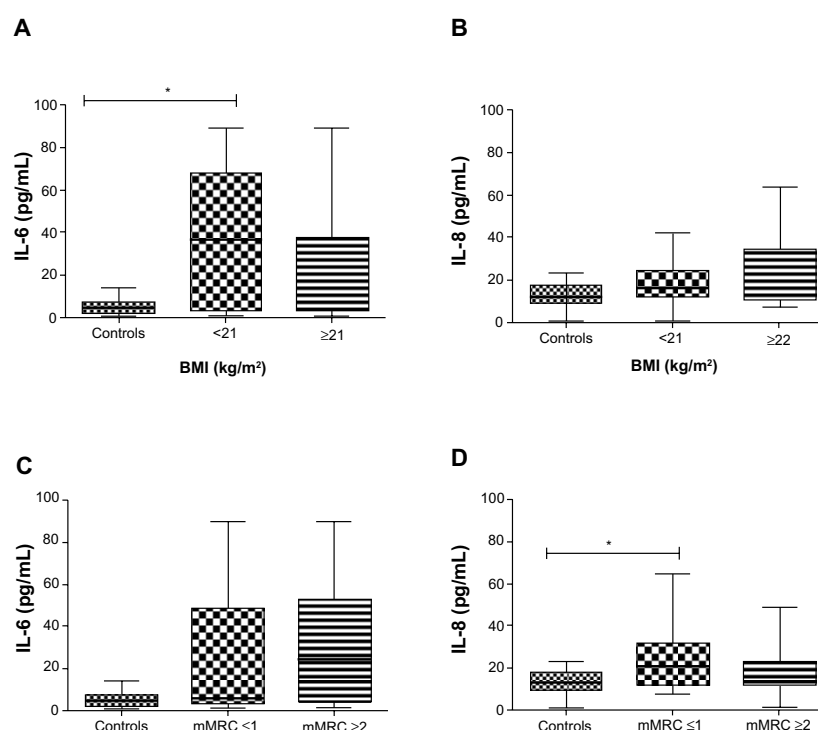 A
*
100
80
60
40
20
0
IL-6 (pg/mL)
Controls <21 ≥21
BMI (kg/m²)
B
100
80
60
40
20
0
IL-8 (pg/mL)
Controls <21 ≥22
BMI (kg/m²)
C
100
80
60
40
20
0
IL-6 (pg/mL)
Controls mMRC ≤1 mMRC ≥2
D
*
100
80
60
40
20
0
IL-8 (pg/mL)
Controls mMRC ≤1 mMRC ≥2